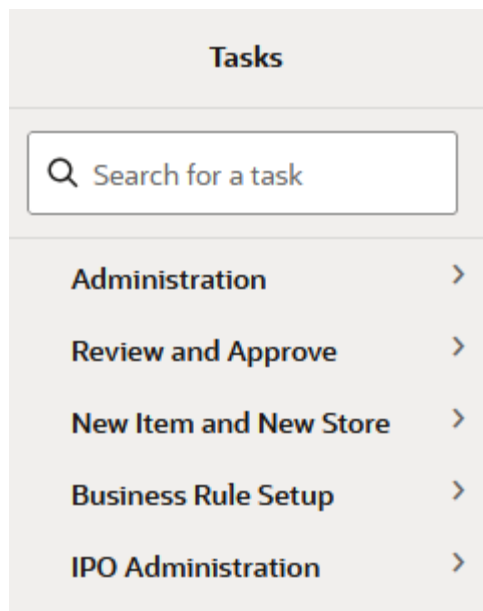 Tasks
Search for a task
Administration
Review and Approve
New Item and New Store
Business Rule Setup
IPO Administration